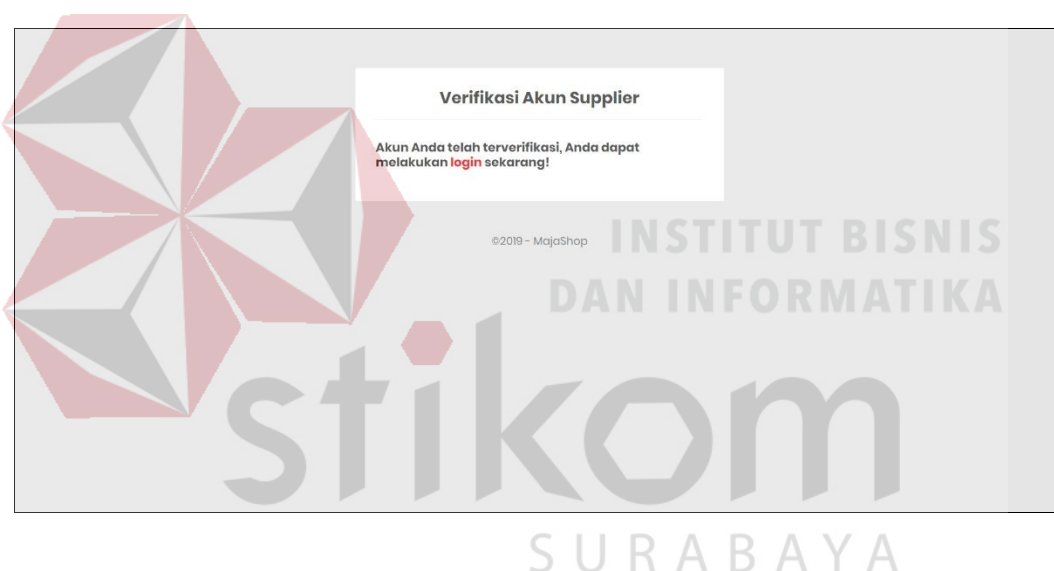 Verifikasi Akun Supplier
Akun Anda telah terverifikasi, Anda dapat
melakukan login sekarang!
©2019 - MajaShop
INSTITUT BISNIS
DAN INFORMATIKA
stikom
SURABAYA